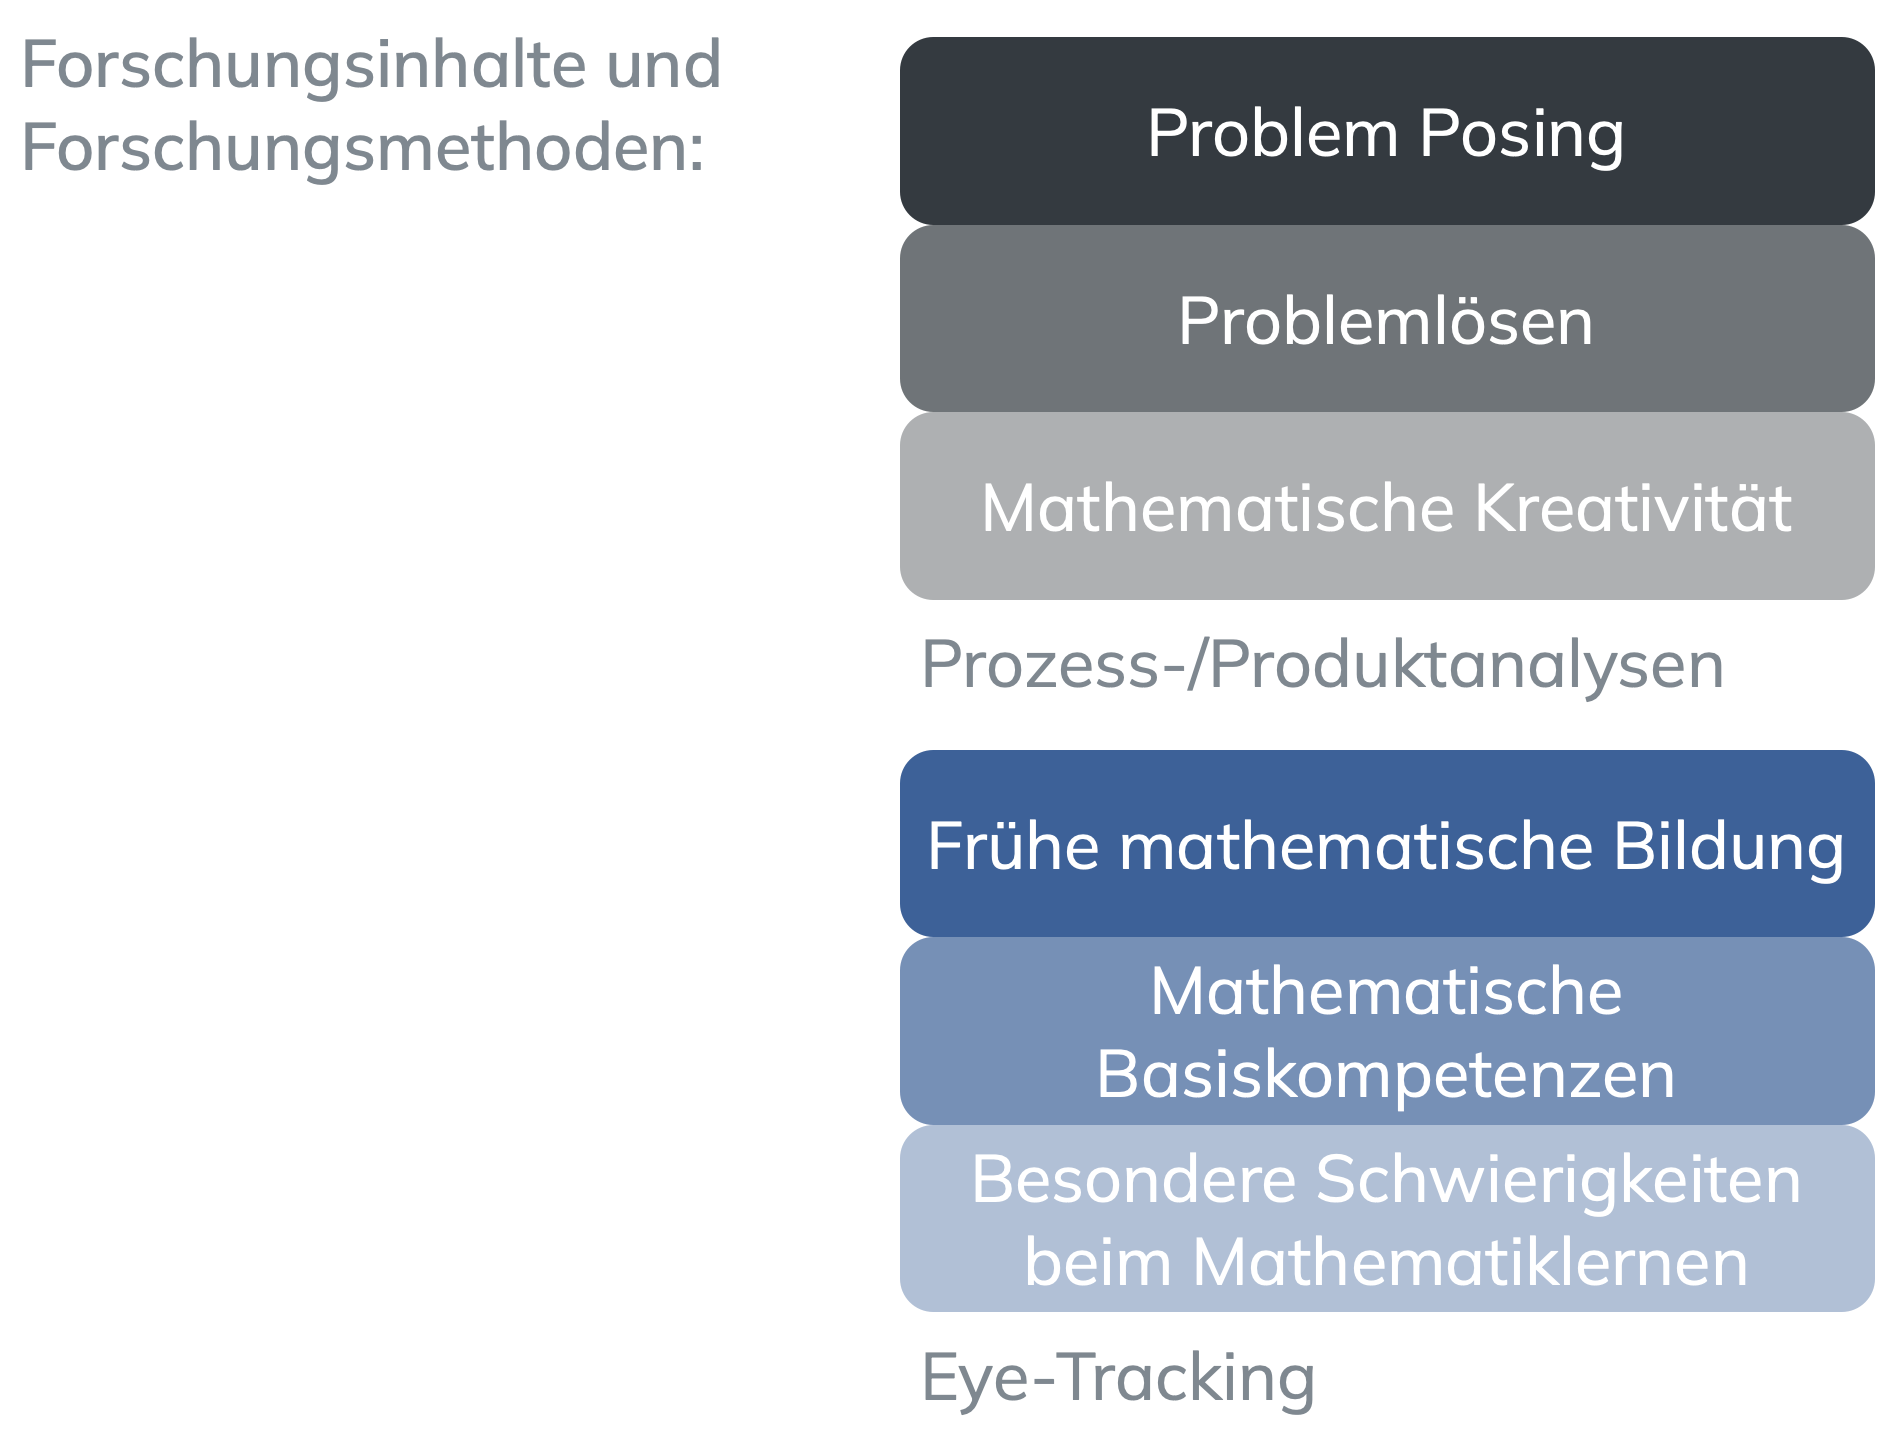 Forschungsinhalte und
Forschungsmethoden:
Problem Posing
Problemlösen
Mathematische Kreativität
Prozess-/Produktanalysen
Frühe mathematische Bildung
Mathematische
Basiskompetenzen
Besondere Schwierigkeiten
beim Mathematiklernen
Eye-Tracking